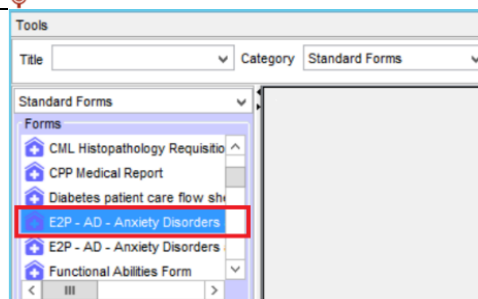 Tools
Title Category Standard Forms
Standard Forms
Forms
CML Histopathology Requisitio
CPP Medical Report
Diabetes patient care flow she
E2P - AD - Anxiety Disorders
E2P - AD - Anxiety Disorders
Functional Abilities Form